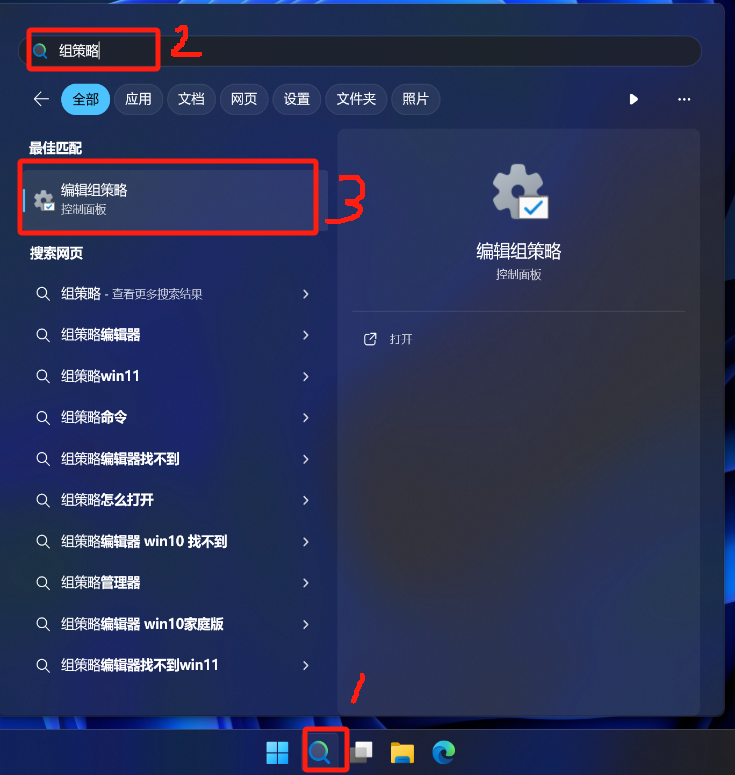 组策略
2
全部 应用 文档 网页 设置 文件夹 照片
最佳匹配
编辑组策略
控制面板
3
编辑组策略
控制面板
打开
搜索网页
组策略 - 查看更多搜索结果
组策略编辑器
组策略win11
组策略命令
组策略编辑器找不到
组策略怎么打开
组策略编辑器 win10 找不到
组策略管理器
组策略编辑器 win10家庭版
组策略编辑器找不到win11
1